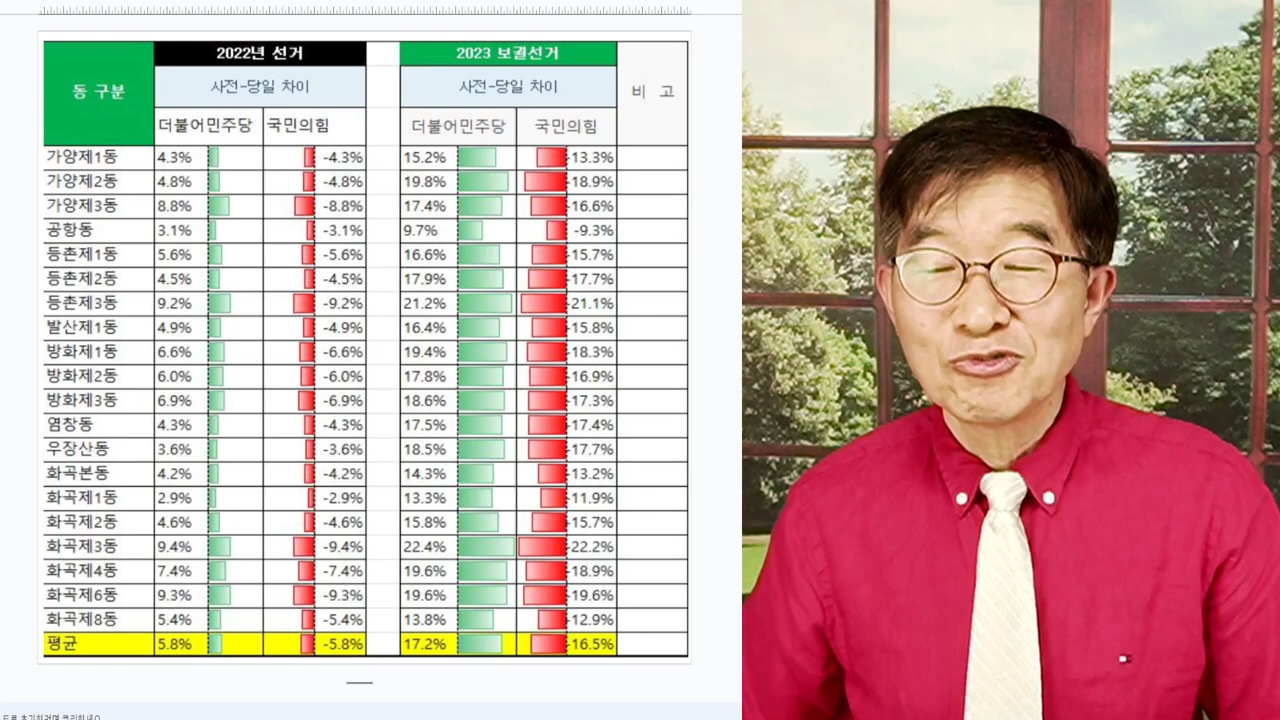 2022년 선거 2023 보궐선거
동 구분 사전-당일 차이 사전-당일 차이 비 고
더불어민주당 국민의힘 더불어민주당 국민의힘
가양제1동 4.3% -4.3% 15.2% -13.3%
가양제2동 4.8% -4.8% 19.8% -18.9%
가양제3동 8.8% -8.8% 17.4% -16.6%
공항동 3.1% -3.1% 9.7% -9.3%
등촌제1동 5.6% -5.6% 16.6% -15.7%
등촌제2동 4.5% -4.5% 17.9% -17.7%
등촌제3동 9.2% -9.2% 21.2% -21.1%
발산제1동 4.9% -4.9% 16.4% -15.8%
방화제1동 6.6% -6.6% 19.4% -18.3%
방화제2동 6.0% -6.0% 17.8% -16.9%
방화제3동 6.9% -6.9% 18.6% -17.3%
염창동 4.3% -4.3% 17.5% -17.4%
우장산동 3.6% -3.6% 18.5% -17.7%
화곡본동 4.2% -4.2% 14.3% -13.2%
화곡제1동 2.9% -2.9% 13.3% -11.9%
화곡제2동 4.6% -4.6% 15.8% -15.7%
화곡제3동 9.4% -9.4% 22.4% -22.2%
화곡제4동 7.4% -7.4% 19.6% -18.9%
화곡제6동 9.3% -9.3% 19.6% -19.6%
화곡제8동 5.4% -5.4% 13.8% -12.9%
평균 5.8% -5.8% 17.2% -16.5%